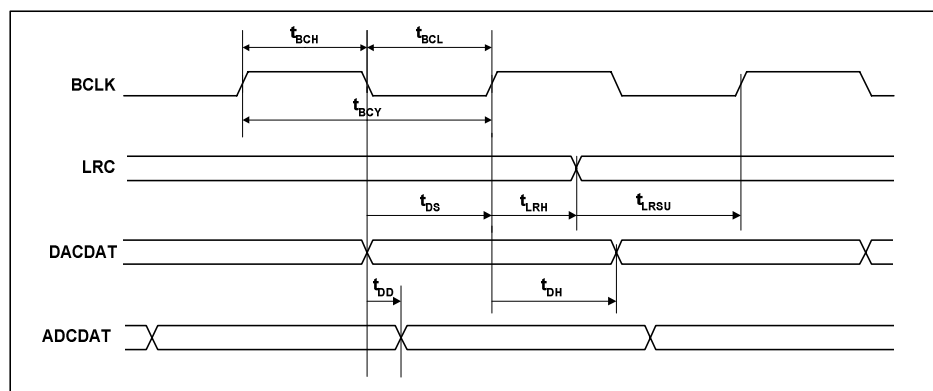 tBCH tBCL
BCLK
tBCY
LRC
tDS tLRH tLRSU
DACDAT
tDD tDH
ADCDAT